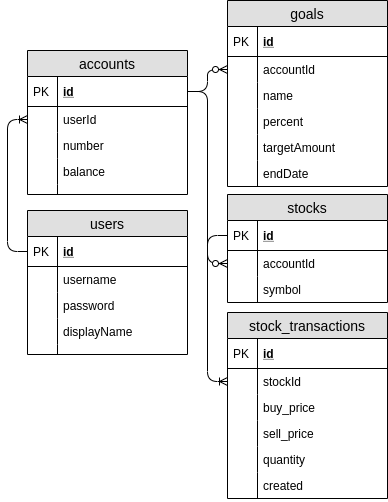 accounts
PK id
userId
number
balance
users
PK id
username
password
displayName
goals
PK id
accountId
name
percent
targetAmount
endDate
stocks
PK id
accountId
symbol
stock_transactions
PK id
stockId
buy_price
sell_price
quantity
created